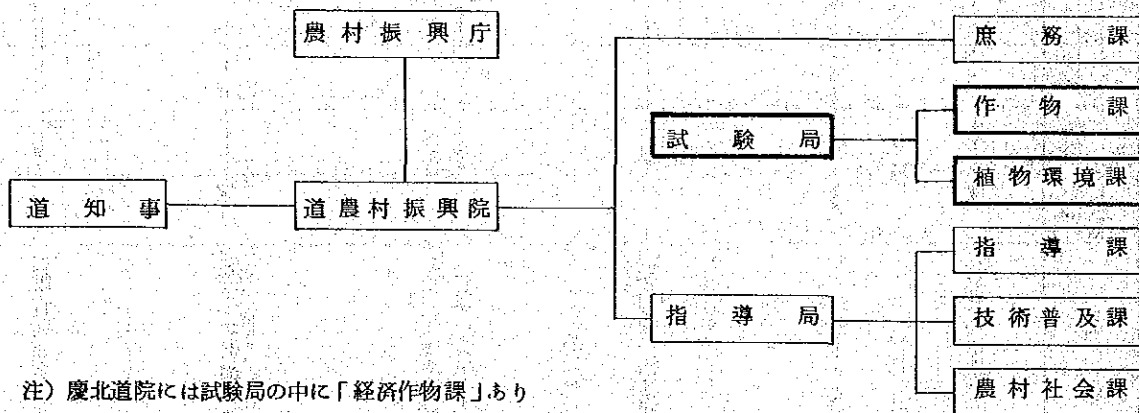 農村振興庁
庶務課
作物課
試験局
植物環境課
道知事
道農村振興院
指導課
指導局
技術普及課
農村社会課
注）慶北道院には試験局の中に「経済作物課」あり